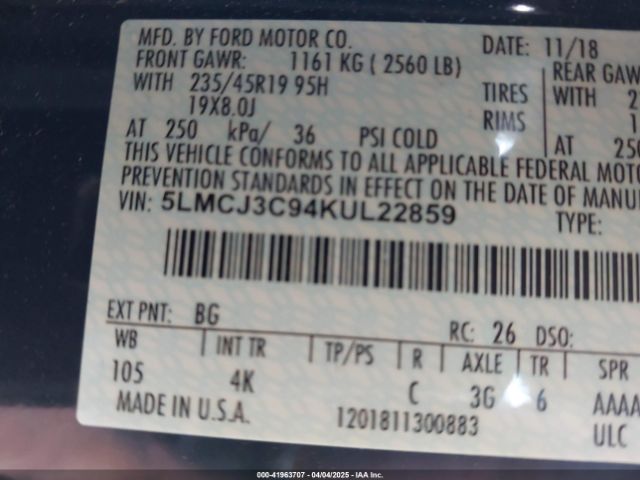 MFD. BY FORD MOTOR CO. DATE: 11/18
FRONT GAWR: 1161 KG ( 2560 LB) REAR GAW
WITH 235/45R19 95H TIRES WITH
19X8.0J RIMS
AT 250 kPa/ 36 PSI COLD AT 250
THIS VEHICLE CONFORMS TO ALL APPLICABLE FEDERAL MOTO
PREVENTION STANDARDS IN EFFECT ON THE DATE OF MANU
VIN: 5LMCJ3C94KUL22859 TYPE:
EXT PNT: BG RC: 26 DSO:
WB INT TR TP/PS R AXLE TR SPR
105 4K C 3G 6 AAAA
MADE IN U.S.A. 1201811300883 ULC
00-41963707 - 04/04/2025 - IAA Inc.